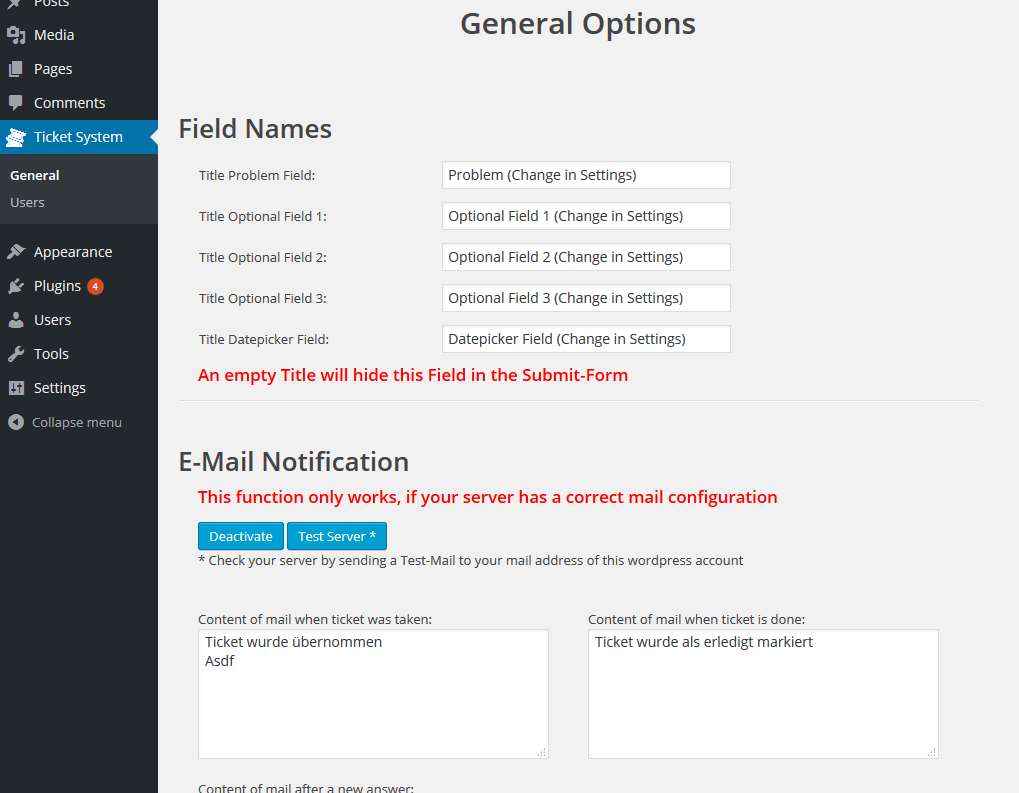 Posts
Media
Pages
Comments
Ticket System
General
Users
Appearance
Plugins 4
Users
Tools
Settings
Collapse menu
General Options
Field Names
Title Problem Field: Problem (Change in Settings)
Title Optional Field 1: Optional Field 1 (Change in Settings)
Title Optional Field 2: Optional Field 2 (Change in Settings)
Title Optional Field 3: Optional Field 3 (Change in Settings)
Title Datepicker Field: Datepicker Field (Change in Settings)
An empty Title will hide this Field in the Submit-Form
E-Mail Notification
This function only works, if your server has a correct mail configuration
Deactivate Test Server *
* Check your server by sending a Test-Mail to your mail address of this wordpress account
Content of mail when ticket was taken:
Ticket wurde übernommen
Asdf
Content of mail when ticket is done:
Ticket wurde als erledigt markiert
Content of mail after a new answer: